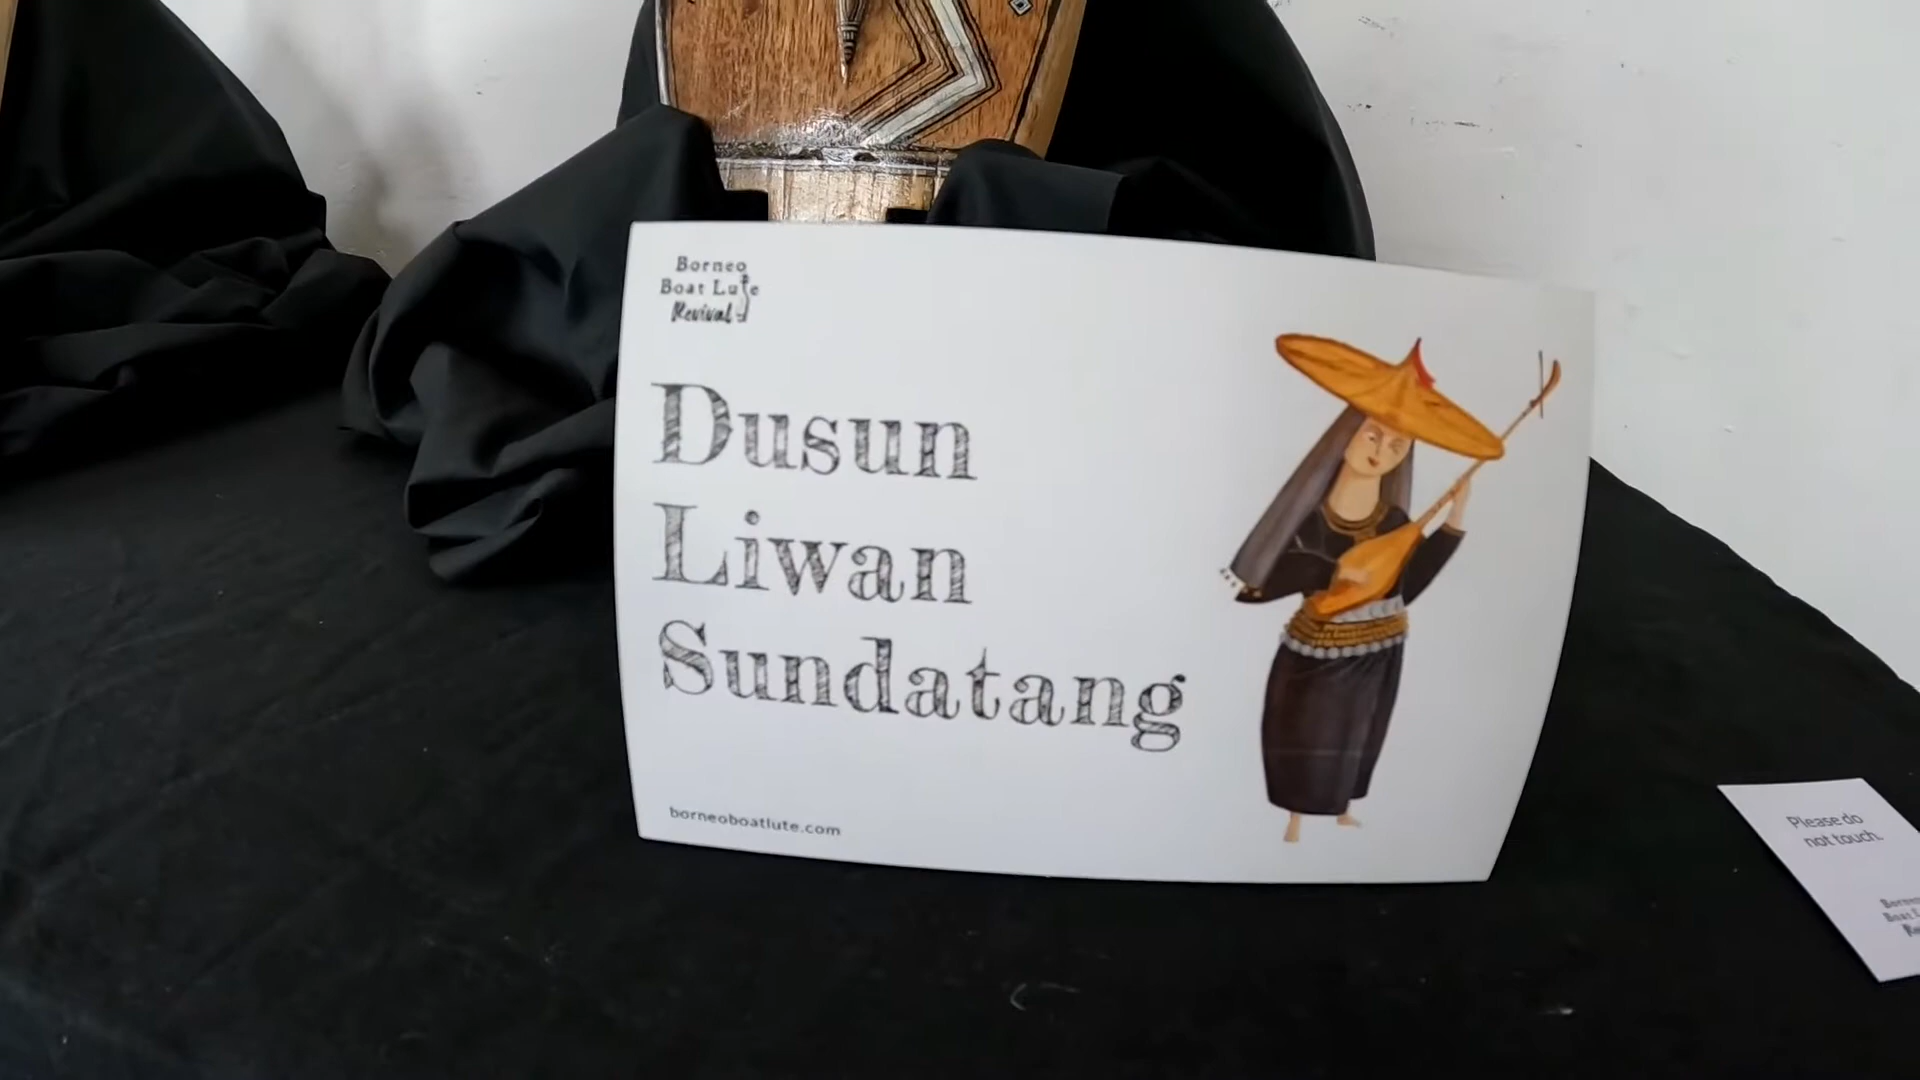 Borneo
Boat Lute
Revival
Dusun
Liwan
Sundatang
borneoboatlute.com
Please do
not touch.